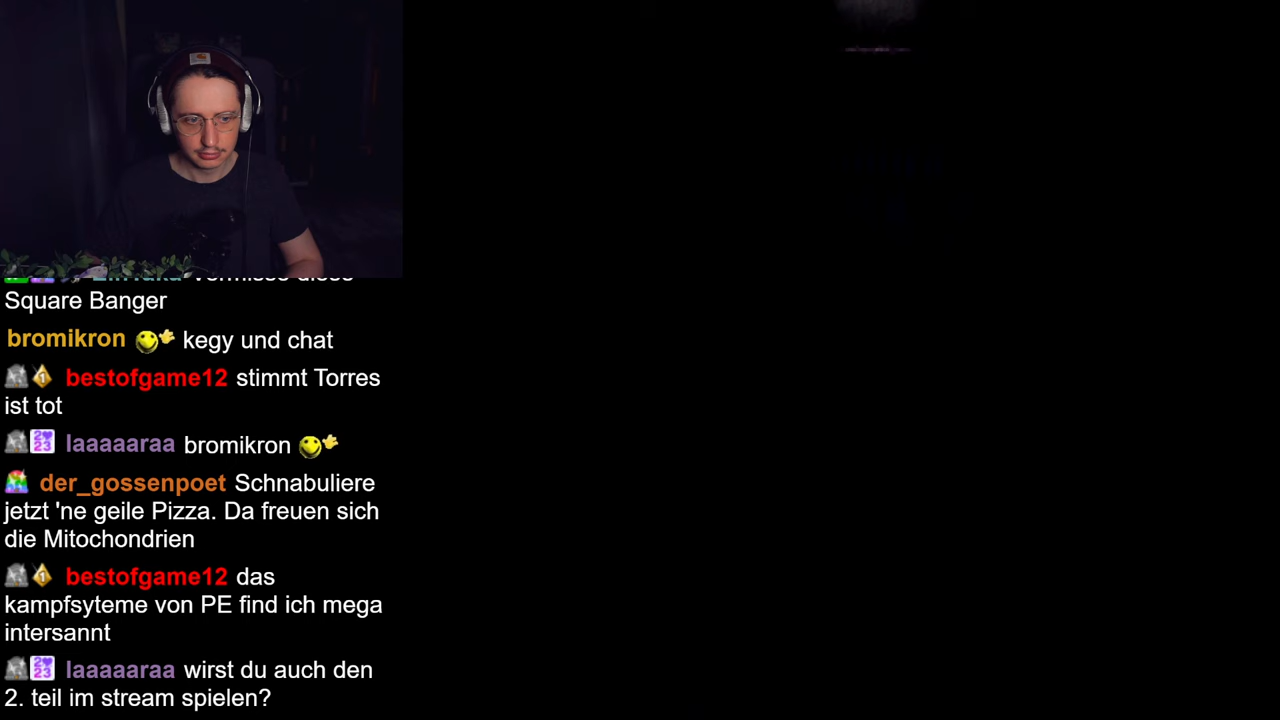 Square Banger
bromikron kegy und chat
bestofgame12 stimmt Torres
ist tot
laaaaaraa bromikron
der_gossenpoet Schnabuliere
jetzt 'ne geile Pizza. Da freuen sich
die Mitochondrien
bestofgame12 das
kampfsyteme von PE find ich mega
intersannt
laaaaaraa wirst du auch den
2. teil im stream spielen?